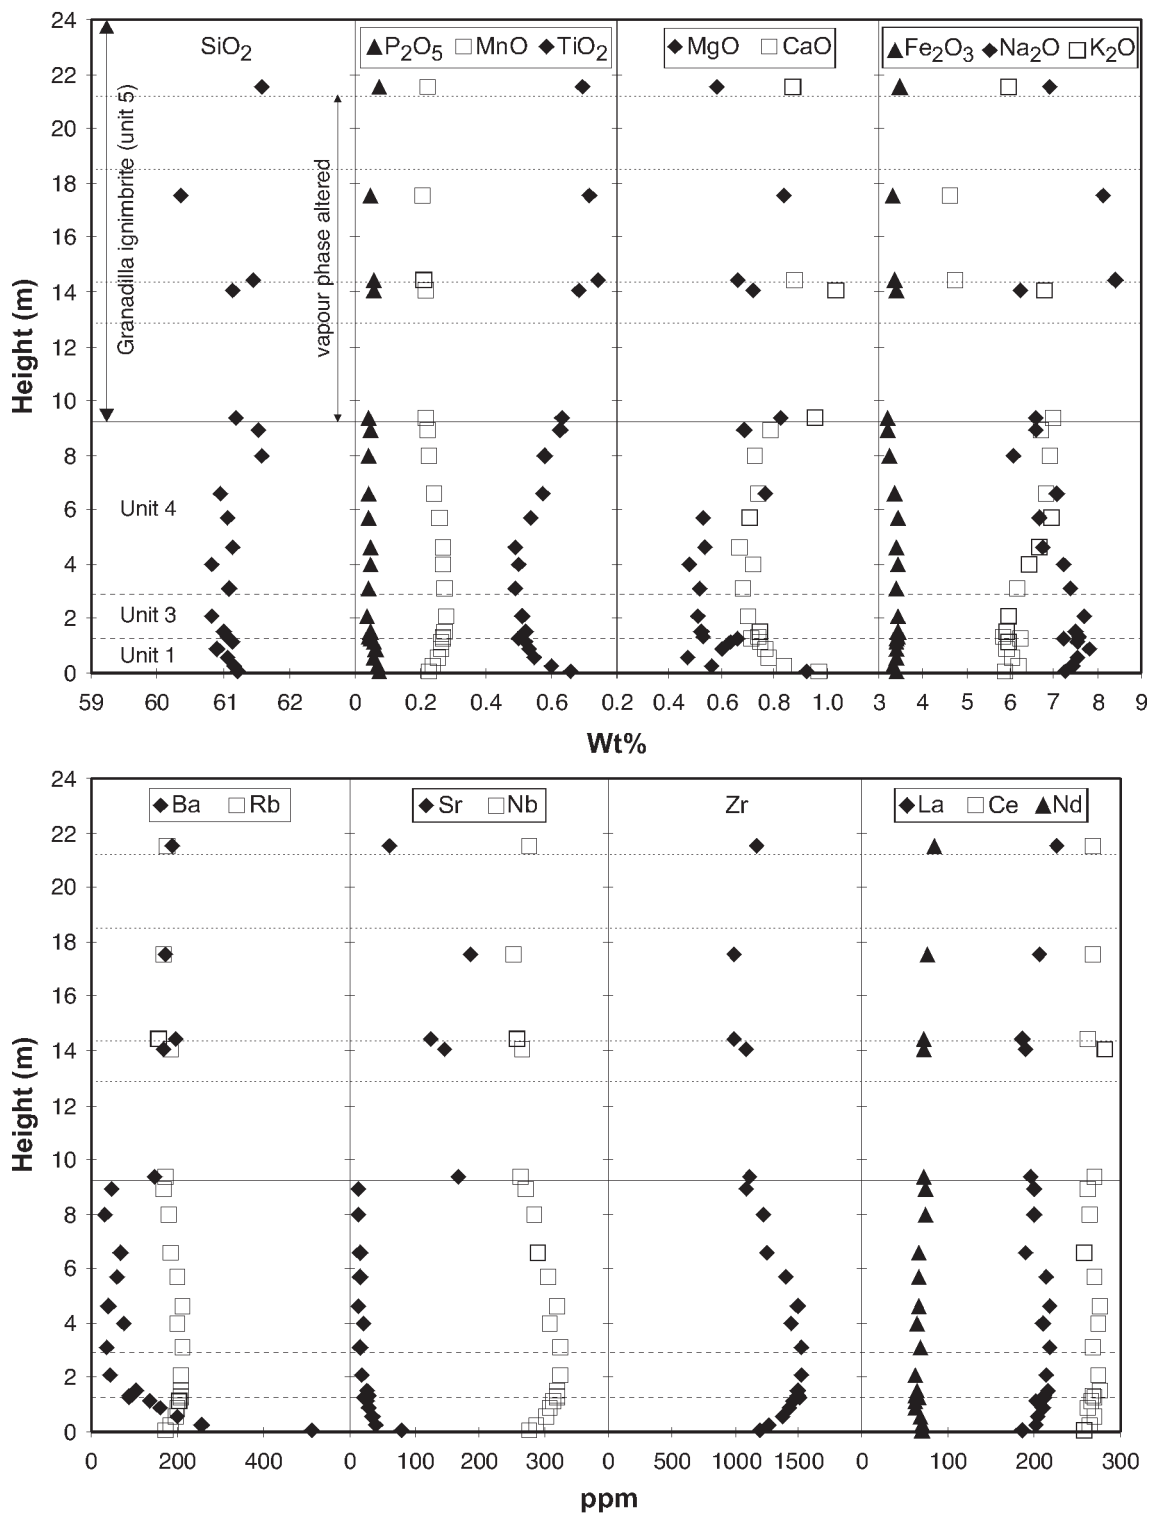 24
22
20
18
16
14
12
10
8
6
4
2
0
Height (m)
SiO2
Granadilla ignimbrite (unit 5)
vapour phase altered
Unit 4
Unit 3
Unit 1
P2O5 MnO TiO2
MgO CaO
Fe2O3 Na2O K2O
59 60 61 62 0 0.2 0.4 0.6 0.2 0.6 0.8 1.0 3 4 5 6 7 8 9
Wt%
24
22
20
18
16
14
12
10
8
6
4
2
0
Height (m)
Ba Rb
Sr Nb
Zr
La Ce Nd
0 200 400 0 100 200 300 0 500 1000 1500 0 100 200 300
ppm